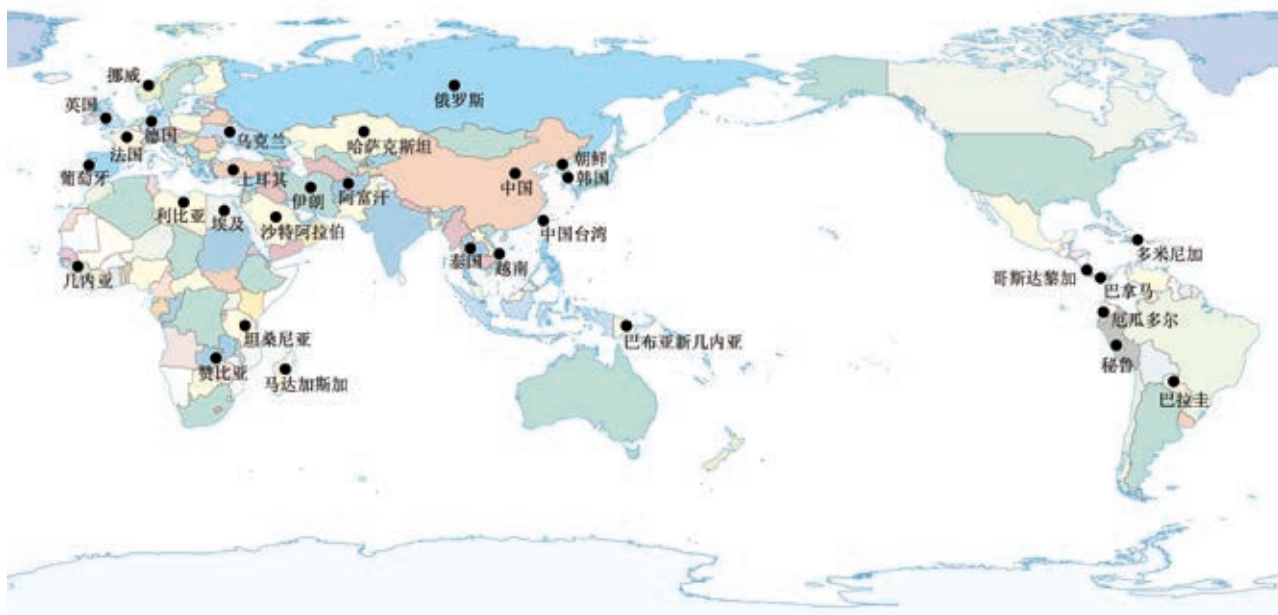 挪威
俄罗斯
英国
德国
乌克兰
哈萨克斯坦
法国
朝鲜
葡萄牙
土耳其
伊朗
阿富汗
中国
韩国
利比亚
埃及
沙特阿拉伯
中国台湾
泰国
越南
多米尼加
几内亚
哥斯达黎加
巴拿马
厄瓜多尔
坦桑尼亚
巴布亚新几内亚
赞比亚
马达加斯加
秘鲁
巴拉圭